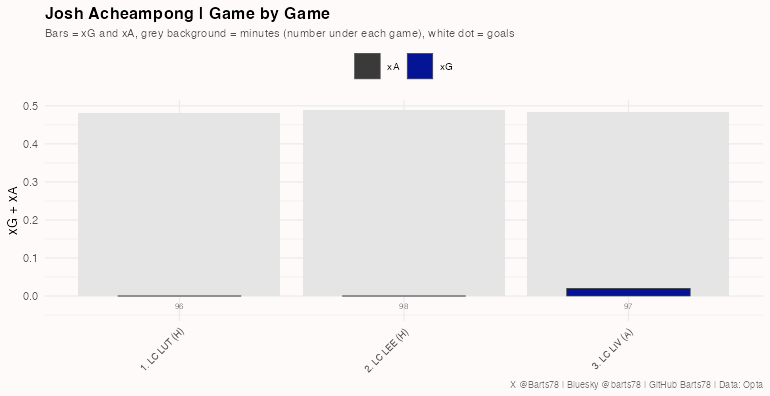 Josh Acheampong | Game by Game
Bars = xG and xA, grey background = minutes (number under each game), white dot = goals
xA xG
xG + xA
0.5
0.4
0.3
0.2
0.1
0.0
96 98 97
1. LC LUT (H)
2. LC LEE (H)
3. LC LIV (A)
X @Barts78 | Bluesky @barts78 | GitHub Barts78 | Data: Opta